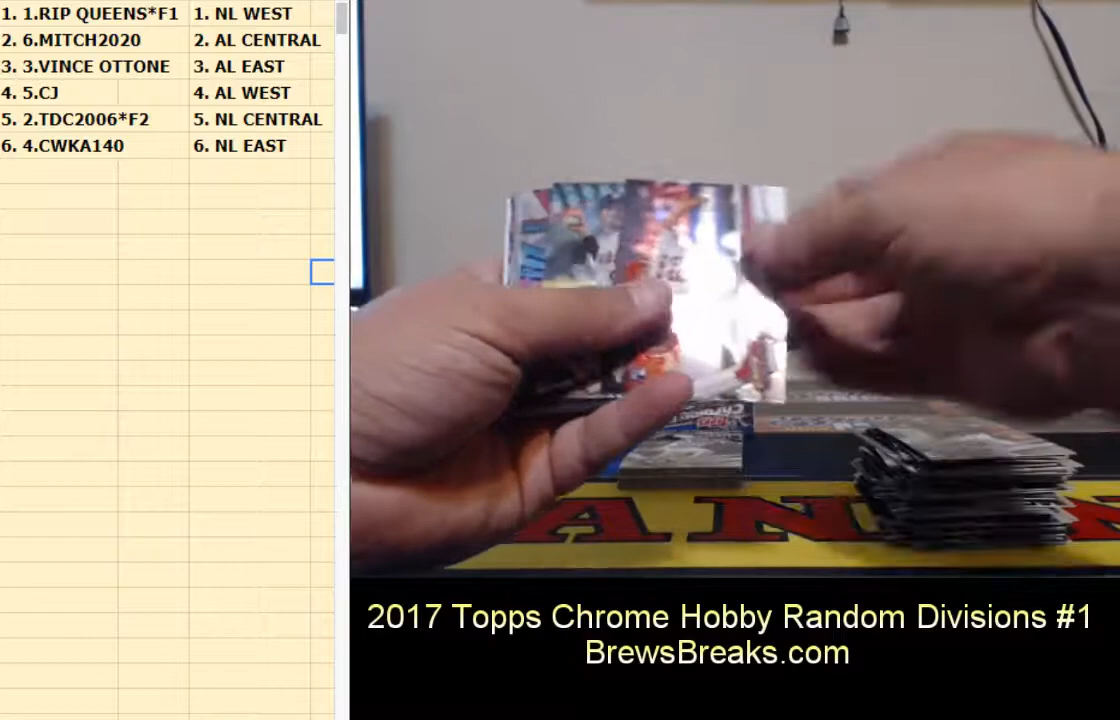 1. 1.RIP QUEENS*F1 1. NL WEST
2. 6.MITCH2020 2. AL CENTRAL
3. 3.VINCE OTTONE 3. AL EAST
4. 5.CJ 4. AL WEST
5. 2.TDC2006*F2 5. NL CENTRAL
6. 4.CWKA140 6. NL EAST
2017 Topps Chrome Hobby Random Divisions #1
BrewsBreaks.com